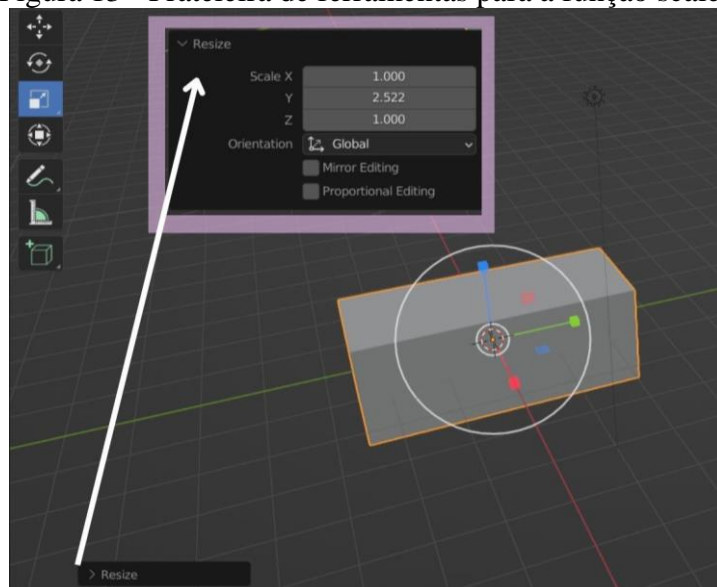 Figura 15 - Prateleira de ferramentas para a função scale
Resize
Scale X 1.000
Y 2.522
Z 1.000
Orientation Global
Mirror Editing
Proportional Editing
> Resize